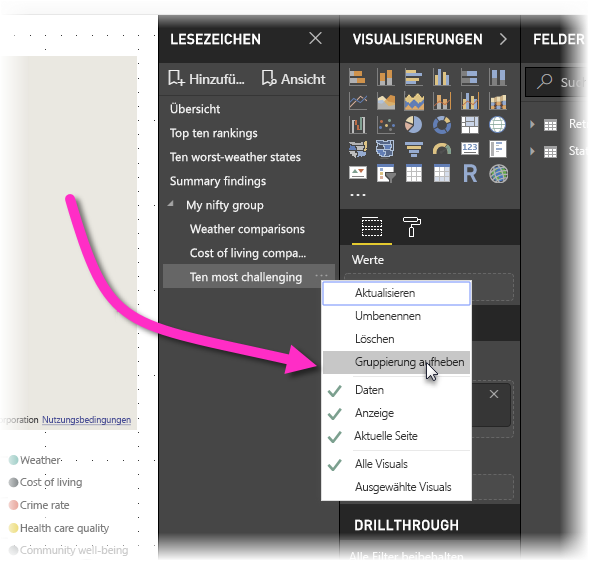 LESEZEICHEN
Hinzufü...
Ansicht
Übersicht
Top ten rankings
Ten worst-weather states
Summary findings
My nifty group
Weather comparisons
Cost of living compa...
Ten most challenging
VISUALISIERUNGEN
123
R
Werte
Aktualisieren
Umbenennen
Löschen
Gruppierung aufheben
Daten
Anzeige
Aktuelle Seite
Alle Visuals
Ausgewählte Visuals
DRILLTHROUGH
Alle Filter beibehalten
FELDER
Suc
Ret
Sta
orporation Nutzungsbedingungen
Weather
Cost of living
Crime rate
Health care quality
Community well-being